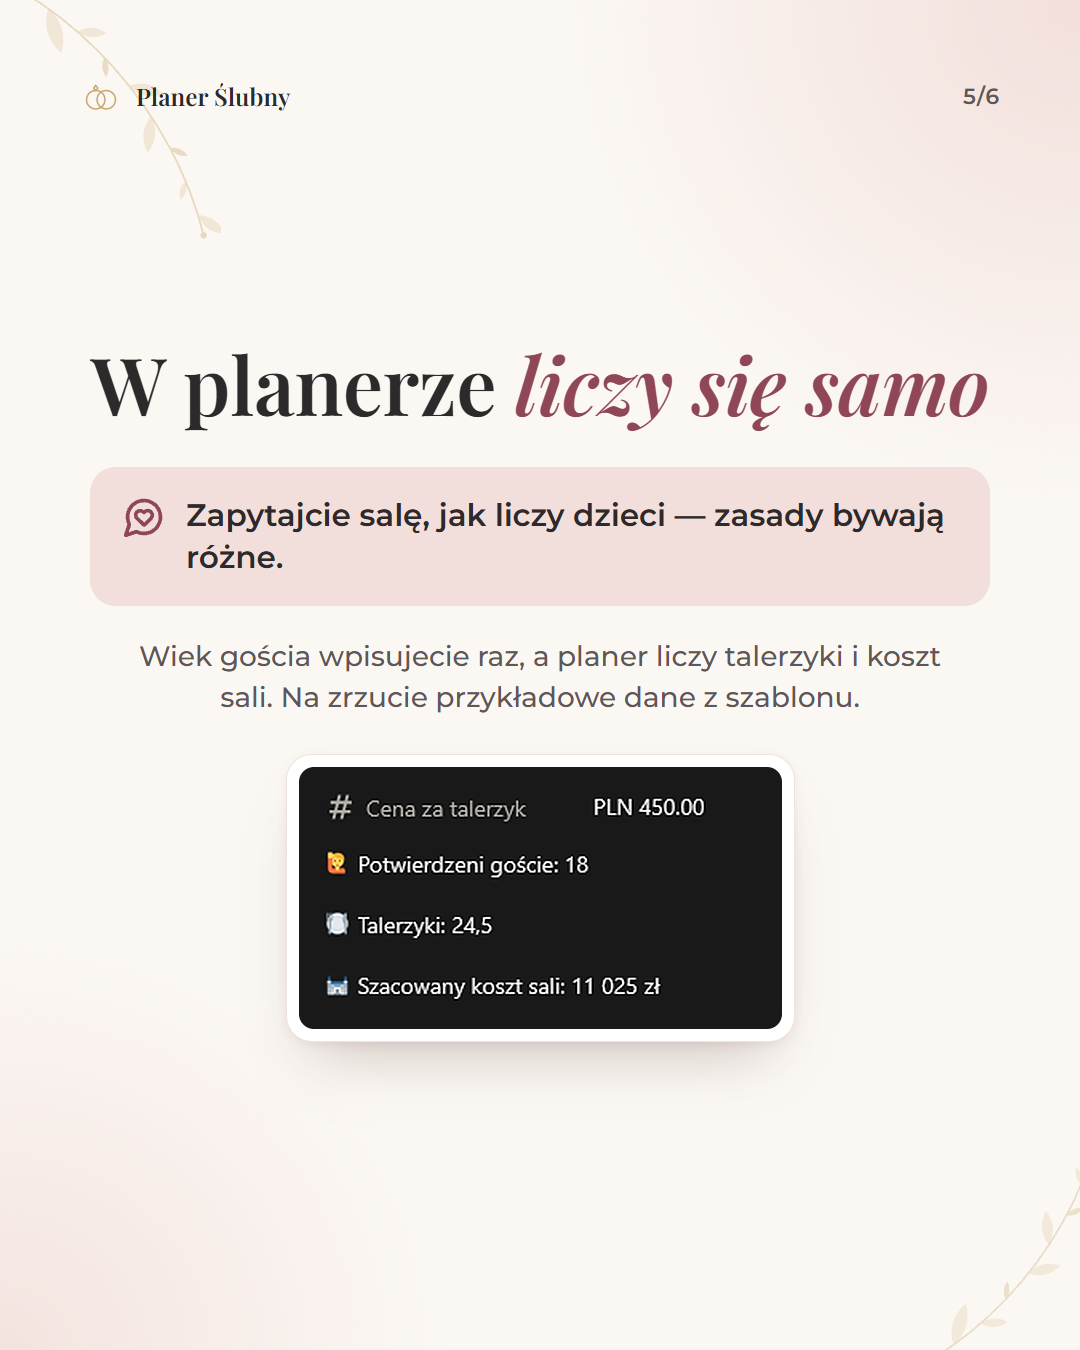 Planer Ślubny
5/6
W planerze liczy się samo
Zapytajcie salę, jak liczy dzieci — zasady bywają
różne.
Wiek gościa wpisujecie raz, a planer liczy talerzyki i koszt
sali. Na zrzucie przykładowe dane z szablonu.
# Cena za talerzyk PLN 450.00
Potwierdzeni goście: 18
Talerzyki: 24,5
Szacowany koszt sali: 11 025 zł